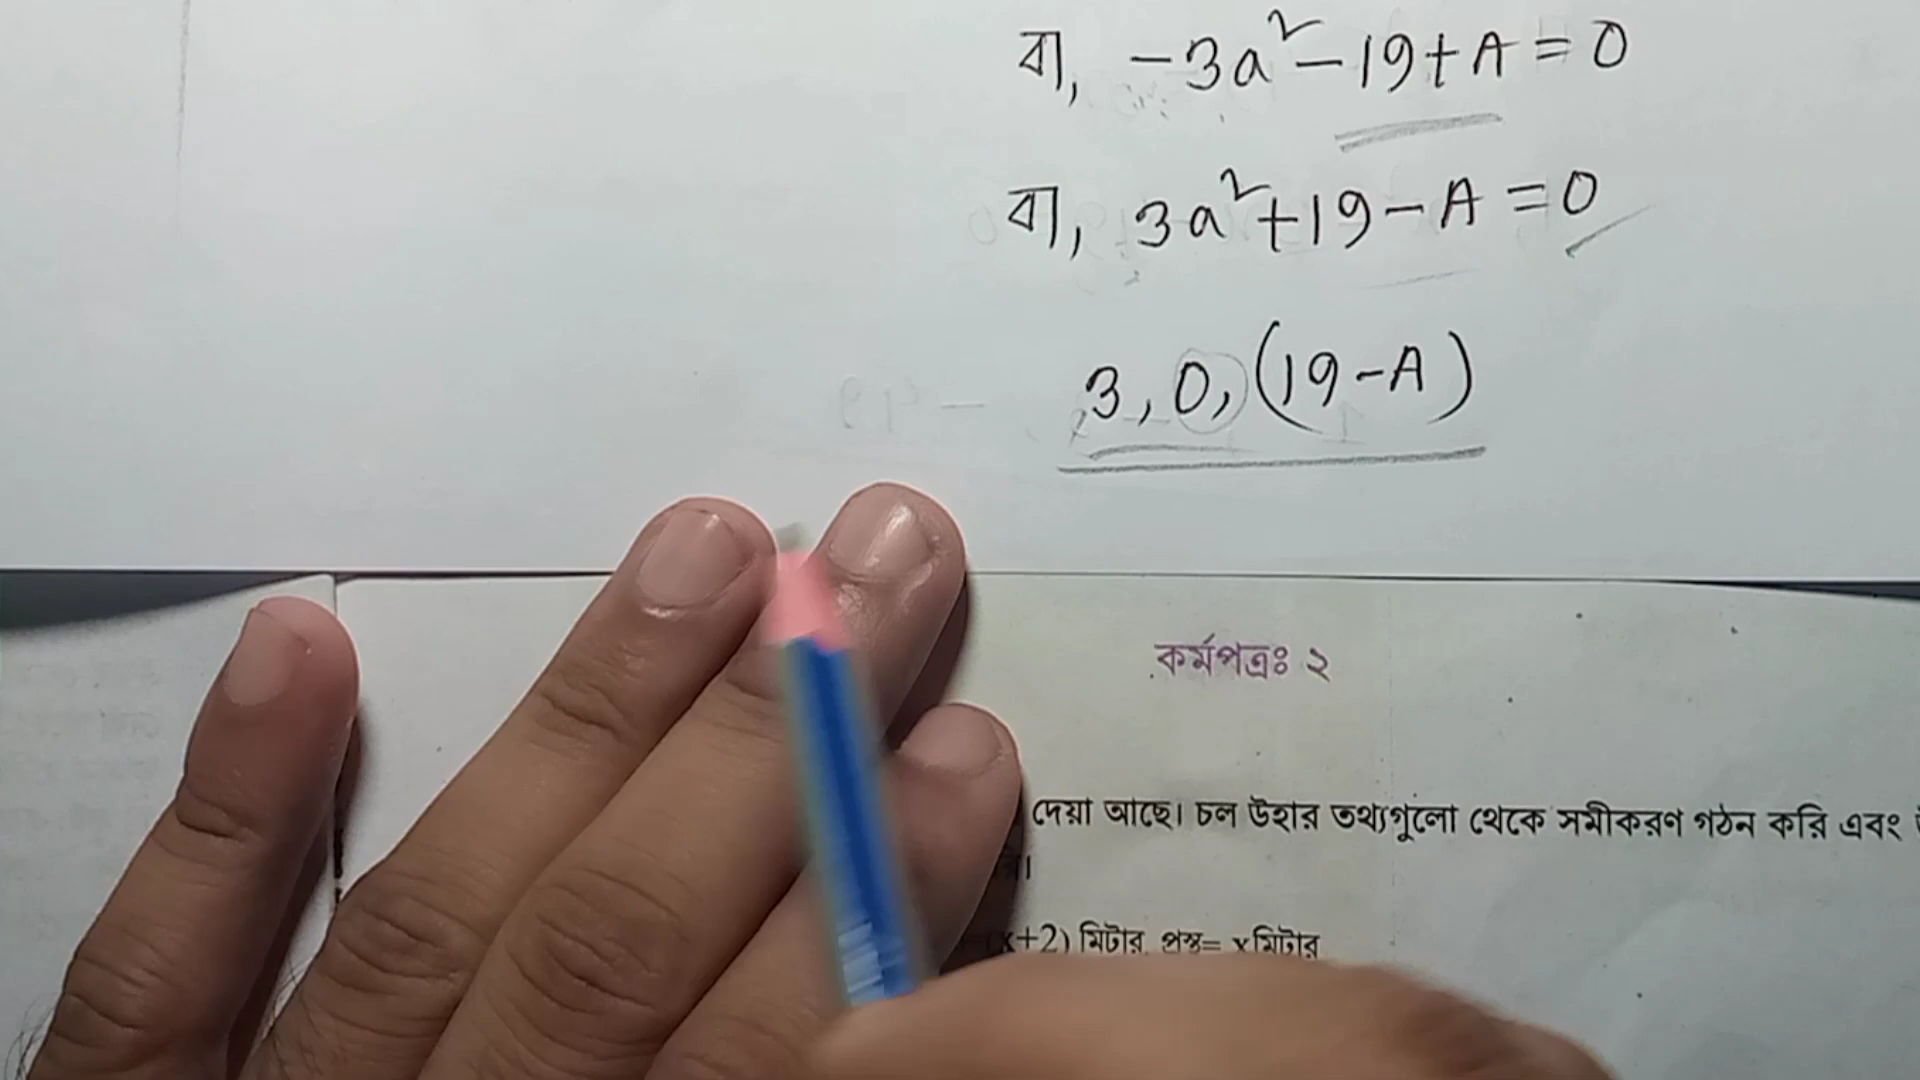 বা, -3a² - 19 + A = 0
বা, 3a² + 19 - A = 0
3, 0, (19 - A)
কর্মপত্রঃ ২
দেয়া আছে। চল উহার তথ্যগুলো থেকে সমীকরণ গঠন করি এবং
x+2) মিটার, প্রস্থ= xমিটার